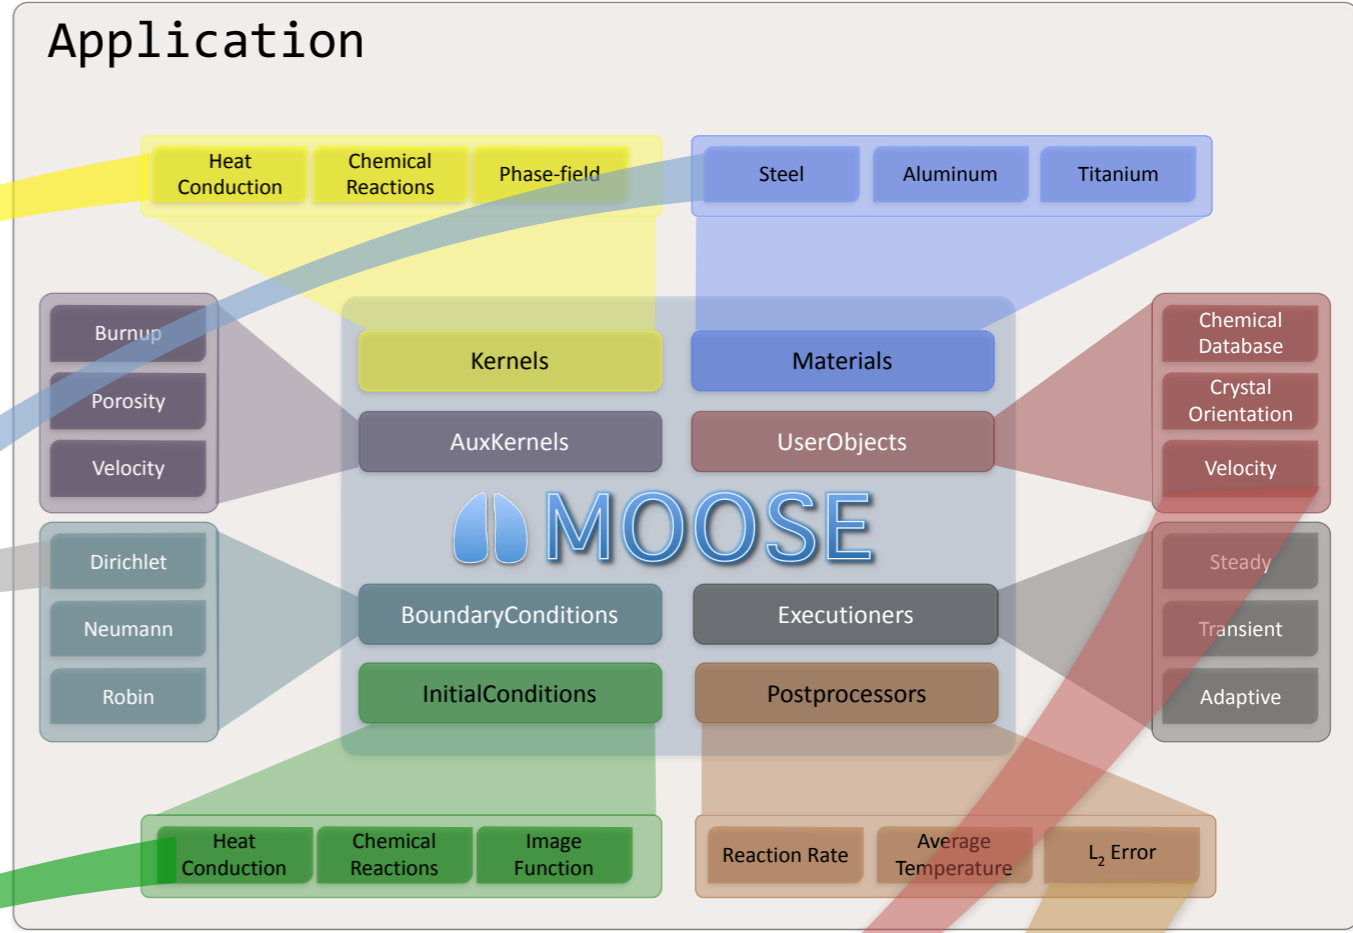 Application
Heat
Conduction
Chemical
Reactions
Phase-field
Steel
Aluminum
Titanium
Burnup
Porosity
Velocity
Kernels
Materials
AuxKernels
UserObjects
Chemical
Database
Crystal
Orientation
Velocity
MOOSE
Dirichlet
Neumann
Robin
BoundaryConditions
Executioners
InitialConditions
Postprocessors
Steady
Transient
Adaptive
Heat
Conduction
Chemical
Reactions
Image
Function
Reaction Rate
Average
Temperature
L₂ Error